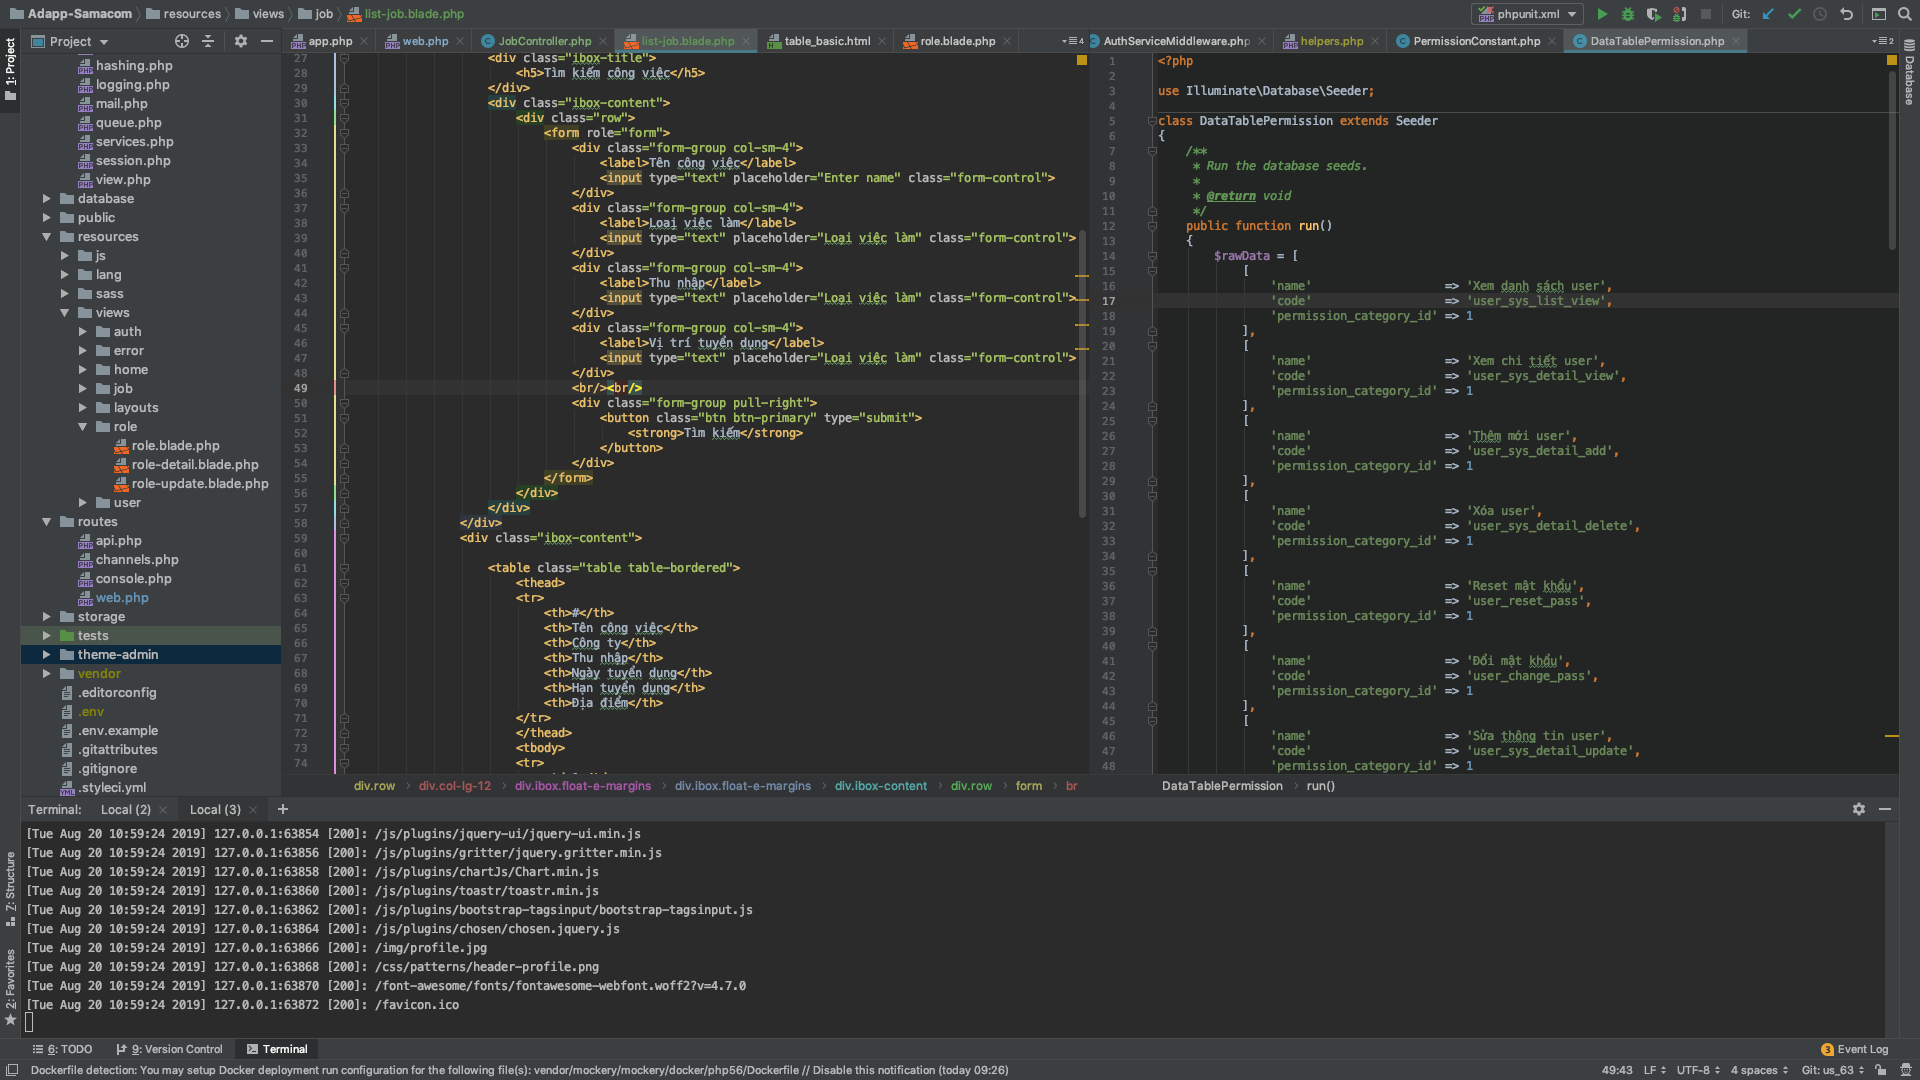 Adapp-Samacom resources views job list-job.blade.php
phpunit.xml Git:
1: Project
Project
app.php web.php JobController.php list-job.blade.php table_basic.html role.blade.php 4
AuthServiceMiddleware.php helpers.php PermissionConstant.php DataTablePermission.php 2
Database
hashing.php
logging.php
mail.php
queue.php
services.php
session.php
view.php
database
public
resources
js
lang
sass
views
auth
error
home
job
layouts
role
role.blade.php
role-detail.blade.php
role-update.blade.php
user
routes
api.php
channels.php
console.php
web.php
storage
tests
theme-admin
vendor
.editorconfig
.env
.env.example
.gitattributes
.gitignore
.styleci.yml
27 <div class="ibox-title">
28 <h5>Tìm kiếm công việc</h5>
29 </div>
30 <div class="ibox-content">
31 <div class="row">
32 <form role="form">
33 <div class="form-group col-sm-4">
34 <label>Tên công việc</label>
35 <input type="text" placeholder="Enter name" class="form-control">
36 </div>
37 <div class="form-group col-sm-4">
38 <label>Loại việc làm</label>
39 <input type="text" placeholder="Loại việc làm" class="form-control">
40 </div>
41 <div class="form-group col-sm-4">
42 <label>Thu nhập</label>
43 <input type="text" placeholder="Loại việc làm" class="form-control">
44 </div>
45 <div class="form-group col-sm-4">
46 <label>Vị trí tuyển dụng</label>
47 <input type="text" placeholder="Loại việc làm" class="form-control">
48 </div>
49 <br/><br/>
50 <div class="form-group pull-right">
51 <button class="btn btn-primary" type="submit">
52 <strong>Tìm kiếm</strong>
53 </button>
54 </div>
55 </form>
56 </div>
57 </div>
58 </div>
59 <div class="ibox-content">
60
61 <table class="table table-bordered">
62 <thead>
63 <tr>
64 <th>#</th>
65 <th>Tên công việc</th>
66 <th>Công ty</th>
67 <th>Thu nhập</th>
68 <th>Ngày tuyển dụng</th>
69 <th>Hạn tuyển dụng</th>
70 <th>Địa điểm</th>
71 </tr>
72 </thead>
73 <tbody>
74 <tr>
div.row div.col-lg-12 div.ibox.float-e-margins div.ibox.float-e-margins div.ibox-content div.row form br
1 <?php
2
3 use Illuminate\Database\Seeder;
4
5 class DataTablePermission extends Seeder
6 {
7 /**
8 * Run the database seeds.
9 *
10 * @return void
11 */
12 public function run()
13 {
14 $rawData = [
15 [
16 'name' => 'Xem danh sách user',
17 'code' => 'user_sys_list_view',
18 'permission_category_id' => 1
19 ],
20 [
21 'name' => 'Xem chi tiết user',
22 'code' => 'user_sys_detail_view',
23 'permission_category_id' => 1
24 ],
25 [
26 'name' => 'Thêm mới user',
27 'code' => 'user_sys_detail_add',
28 'permission_category_id' => 1
29 ],
30 [
31 'name' => 'Xóa user',
32 'code' => 'user_sys_detail_delete',
33 'permission_category_id' => 1
34 ],
35 [
36 'name' => 'Reset mật khẩu',
37 'code' => 'user_reset_pass',
38 'permission_category_id' => 1
39 ],
40 [
41 'name' => 'Đổi mật khẩu',
42 'code' => 'user_change_pass',
43 'permission_category_id' => 1
44 ],
45 [
46 'name' => 'Sửa thông tin user',
47 'code' => 'user_sys_detail_update',
48 'permission_category_id' => 1
DataTablePermission run()
Terminal: Local (2) Local (3) +
[Tue Aug 20 10:59:24 2019] 127.0.0.1:63854 [200]: /js/plugins/jquery-ui/jquery-ui.min.js
[Tue Aug 20 10:59:24 2019] 127.0.0.1:63856 [200]: /js/plugins/gritter/jquery.gritter.min.js
[Tue Aug 20 10:59:24 2019] 127.0.0.1:63858 [200]: /js/plugins/chartJs/Chart.min.js
[Tue Aug 20 10:59:24 2019] 127.0.0.1:63860 [200]: /js/plugins/toastr/toastr.min.js
[Tue Aug 20 10:59:24 2019] 127.0.0.1:63862 [200]: /js/plugins/bootstrap-tagsinput/bootstrap-tagsinput.js
[Tue Aug 20 10:59:24 2019] 127.0.0.1:63864 [200]: /js/plugins/chosen/chosen.jquery.js
[Tue Aug 20 10:59:24 2019] 127.0.0.1:63866 [200]: /img/profile.jpg
[Tue Aug 20 10:59:24 2019] 127.0.0.1:63868 [200]: /css/patterns/header-profile.png
[Tue Aug 20 10:59:24 2019] 127.0.0.1:63870 [200]: /font-awesome/fonts/fontawesome-webfont.woff2?v=4.7.0
[Tue Aug 20 10:59:24 2019] 127.0.0.1:63872 [200]: /favicon.ico
7: Structure
2: Favorites
6: TODO 9: Version Control Terminal 3 Event Log
Dockerfile detection: You may setup Docker deployment run configuration for the following file(s): vendor/mockery/mockery/docker/php56/Dockerfile // Disable this notification (today 09:26) 49:43 LF UTF-8 4 spaces Git: us_63